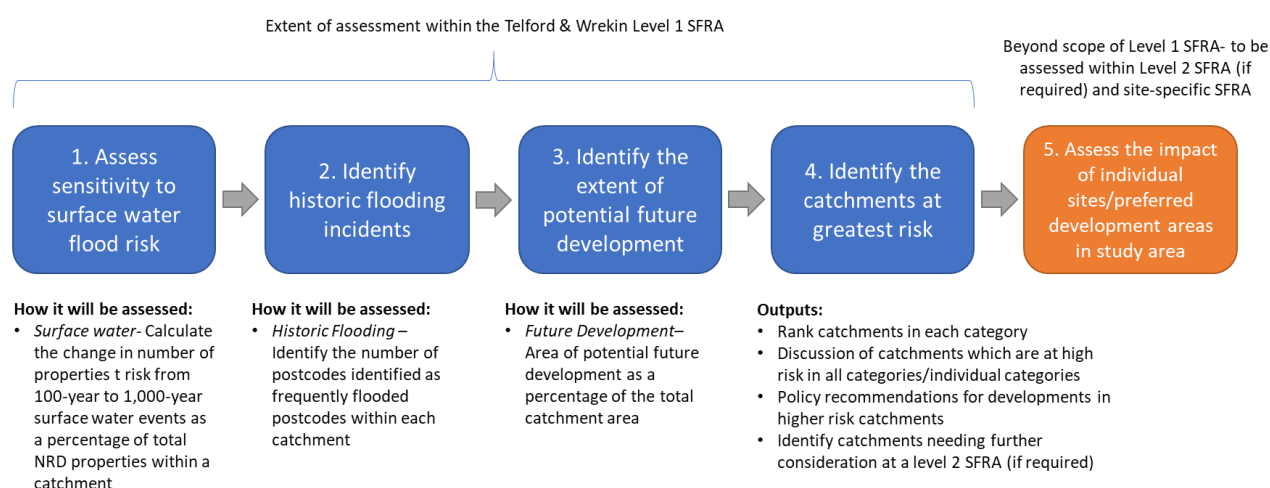 Extent of assessment within the Telford & Wrekin Level 1 SFRA
Beyond scope of Level 1 SFRA- to be
assessed within Level 2 SFRA (if
required) and site-specific SFRA
1. Assess
sensitivity to
surface water
flood risk
2. Identify
historic flooding
incidents
3. Identify the
extent of
potential future
development
4. Identify the
catchments at
greatest risk
5. Assess the impact
of individual
sites/preferred
development areas
in study area
How it will be assessed:
• Surface water- Calculate
the change in number of
properties t risk from
100-year to 1,000-year
surface water events as
a percentage of total
NRD properties within a
catchment
How it will be assessed:
• Historic Flooding –
Identify the number of
postcodes identified as
frequently flooded
postcodes within each
catchment
How it will be assessed:
• Future Development–
Area of potential future
development as a
percentage of the total
catchment area
Outputs:
• Rank catchments in each category
• Discussion of catchments which are at high
risk in all categories/individual categories
• Policy recommendations for developments in
higher risk catchments
• Identify catchments needing further
consideration at a level 2 SFRA (if required)